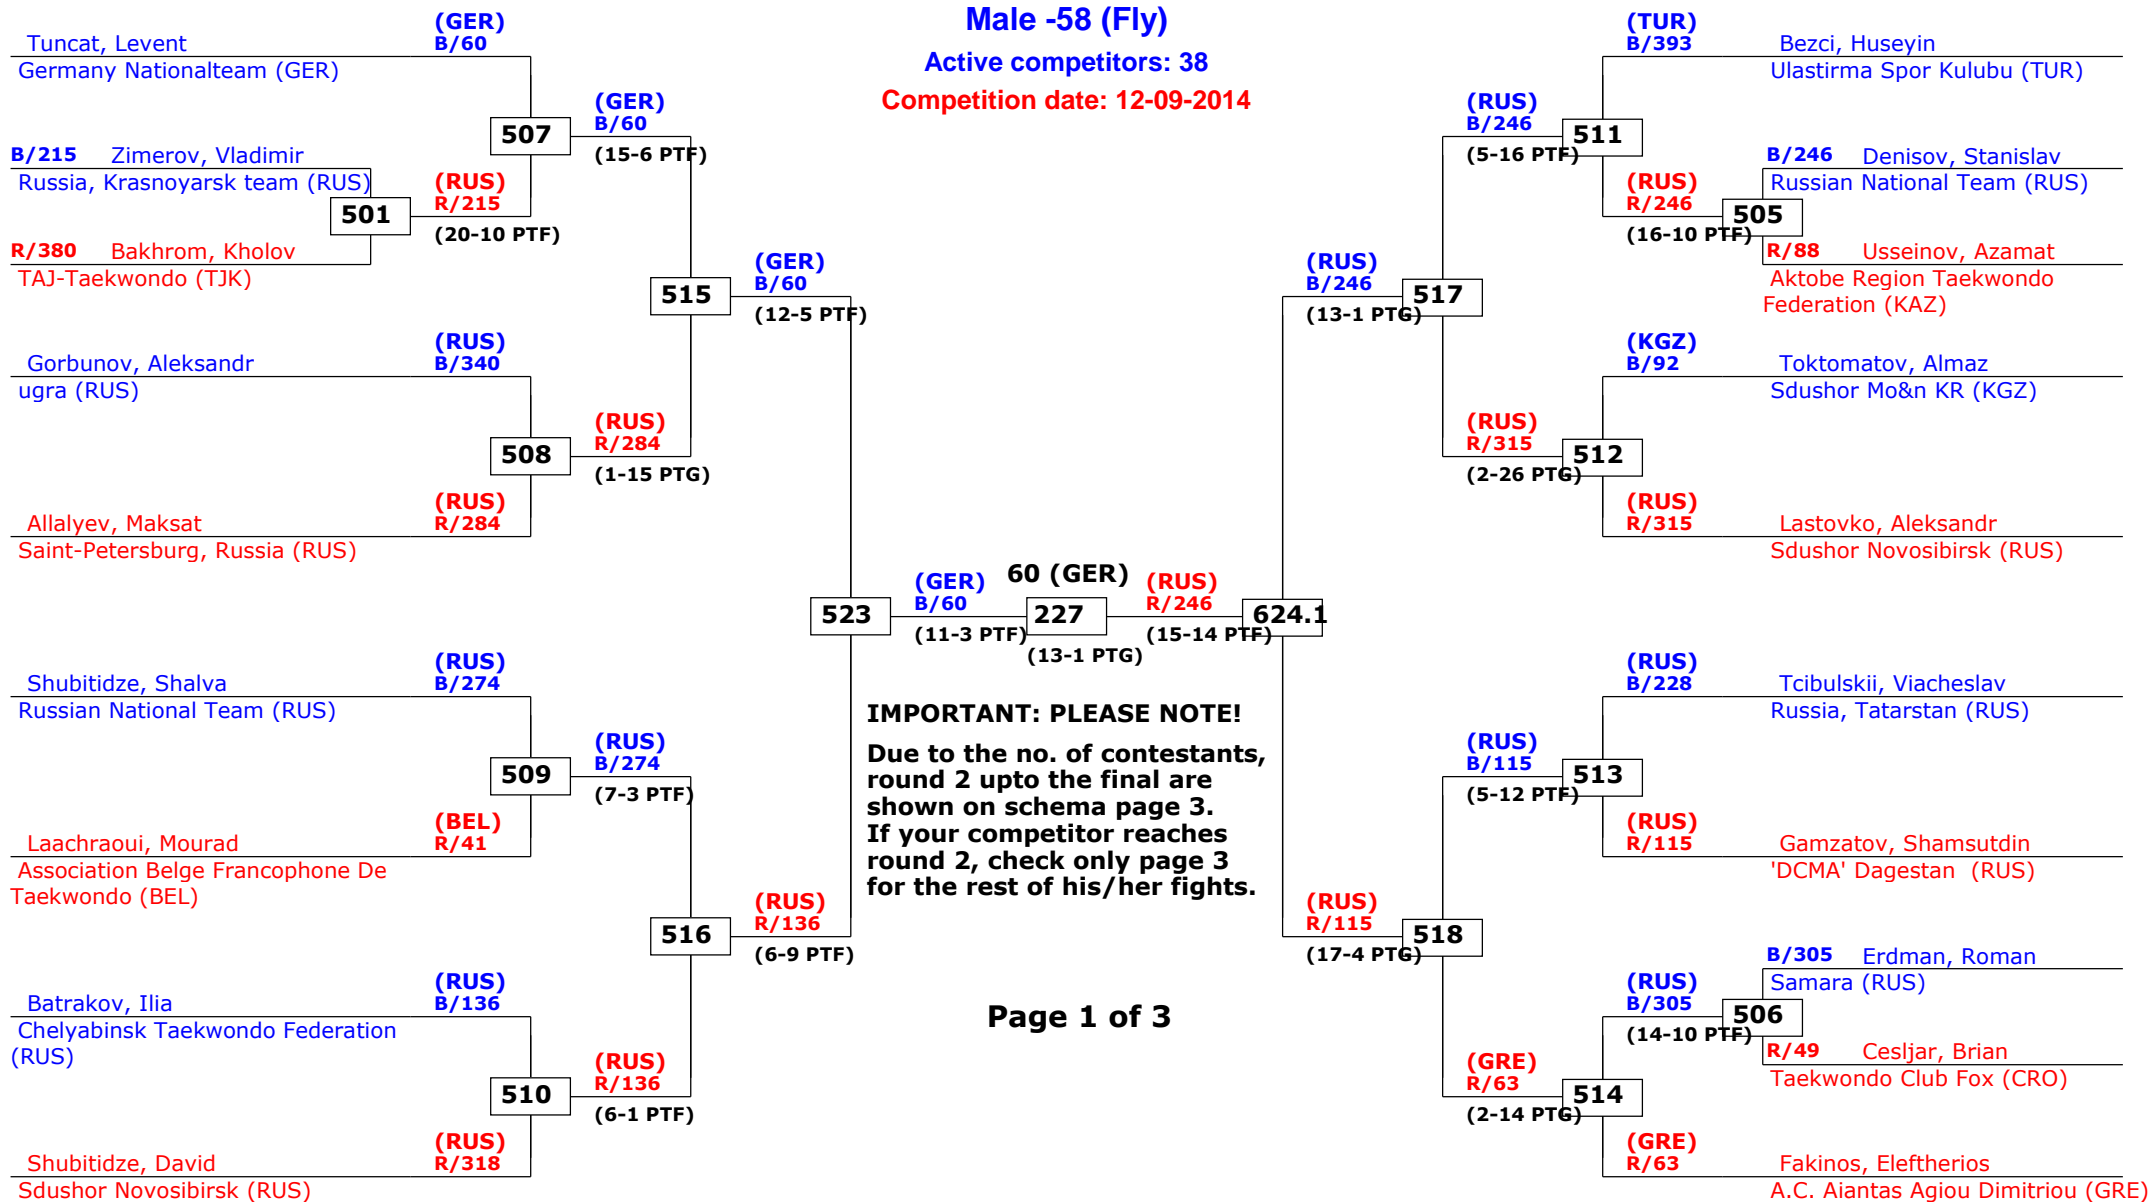 Male -58 (Fly)
Active competitors: 38
Competition date: 12-09-2014
(GER)
Tuncat, Levent B/60
Germany Nationalteam (GER)
507
(GER)
B/60
(15-6 PTF)
B/215 Zimerov, Vladimir
Russia, Krasnoyarsk team (RUS)
501
(RUS)
R/215
(20-10 PTF)
R/380 Bakhrom, Kholov
TAJ-Taekwondo (TJK)
515
(GER)
B/60
(12-5 PTF)
(RUS)
Gorbunov, Aleksandr B/340
ugra (RUS)
508
(RUS)
R/284
(1-15 PTG)
(RUS)
Allalyev, Maksat R/284
Saint-Petersburg, Russia (RUS)
523
(GER)
B/60
(11-3 PTF)
60 (GER)
227
(13-1 PTG)
(RUS)
R/246
(15-14 PTF)
624.1
(RUS)
Shubitidze, Shalva B/274
Russian National Team (RUS)
509
(RUS)
B/274
(7-3 PTF)
(BEL)
Laachraoui, Mourad R/41
Association Belge Francophone De
Taekwondo (BEL)
516
(RUS)
R/136
(6-9 PTF)
(RUS)
Batrakov, Ilia B/136
Chelyabinsk Taekwondo Federation
(RUS)
510
(RUS)
R/136
(6-1 PTF)
(RUS)
Shubitidze, David R/318
Sdushor Novosibirsk (RUS)
IMPORTANT: PLEASE NOTE!
Due to the no. of contestants,
round 2 upto the final are
shown on schema page 3.
If your competitor reaches
round 2, check only page 3
for the rest of his/her fights.
Page 1 of 3
(TUR)
B/393 Bezci, Huseyin
Ulastirma Spor Kulubu (TUR)
(RUS)
B/246
(5-16 PTF)
511
B/246 Denisov, Stanislav
Russian National Team (RUS)
(RUS)
R/246
(16-10 PTF)
505
R/88 Usseinov, Azamat
Aktobe Region Taekwondo
Federation (KAZ)
(RUS)
B/246
(13-1 PTG)
517
(KGZ)
B/92 Toktomatov, Almaz
Sdushor Mo&n KR (KGZ)
(RUS)
R/315
(2-26 PTG)
512
(RUS)
R/315 Lastovko, Aleksandr
Sdushor Novosibirsk (RUS)
(RUS)
B/228 Tcibulskii, Viacheslav
Russia, Tatarstan (RUS)
(RUS)
B/115
(5-12 PTF)
513
(RUS)
R/115 Gamzatov, Shamsutdin
'DCMA' Dagestan (RUS)
(RUS)
R/115
(17-4 PTG)
518
B/305 Erdman, Roman
Samara (RUS)
(RUS)
B/305
(14-10 PTF)
506
R/49 Cesljar, Brian
Taekwondo Club Fox (CRO)
(GRE)
R/63
(2-14 PTG)
514
(GRE)
R/63 Fakinos, Eleftherios
A.C. Aiantas Agiou Dimitriou (GRE)